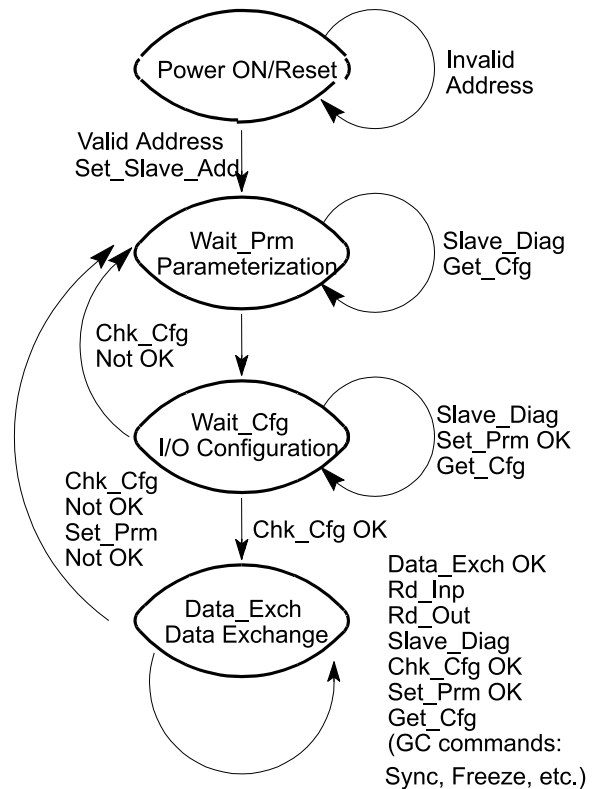 Power ON/Reset
Invalid
Address
Valid Address
Set_Slave_Add
Wait_Prm
Parameterization
Slave_Diag
Get_Cfg
Chk_Cfg
Not OK
Wait_Cfg
I/O Configuration
Slave_Diag
Set_Prm OK
Get_Cfg
Chk_Cfg
Not OK
Set_Prm
Not OK
Chk_Cfg OK
Data_Exch
Data Exchange
Data_Exch OK
Rd_Inp
Rd_Out
Slave_Diag
Chk_Cfg OK
Set_Prm OK
Get_Cfg
(GC commands:
Sync, Freeze, etc.)